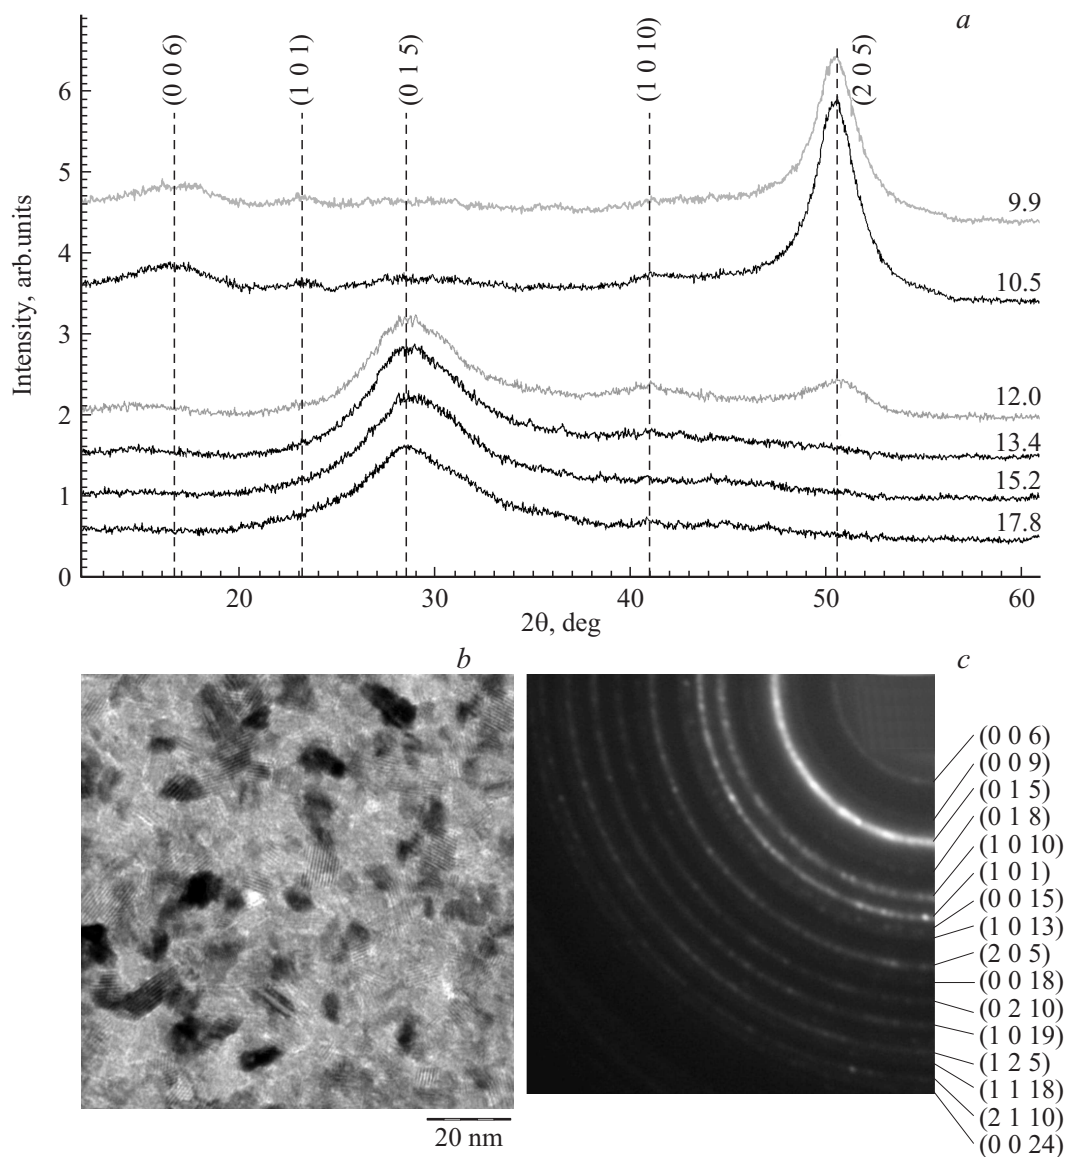 a
(0 0 6)
(1 0 1)
(0 1 5)
(1 0 10)
(2 0 5)
Intensity, arb.units
6
5
4
3
2
1
0
9.9
10.5
12.0
13.4
15.2
17.8
20
30
40
50
60
2θ, deg
b
c
20 nm
(0 0 6)
(0 0 9)
(0 1 5)
(0 1 8)
(1 0 10)
(1 0 1)
(0 0 15)
(1 0 13)
(2 0 5)
(0 0 18)
(0 2 10)
(1 0 19)
(1 2 5)
(1 1 18)
(2 1 10)
(0 0 24)